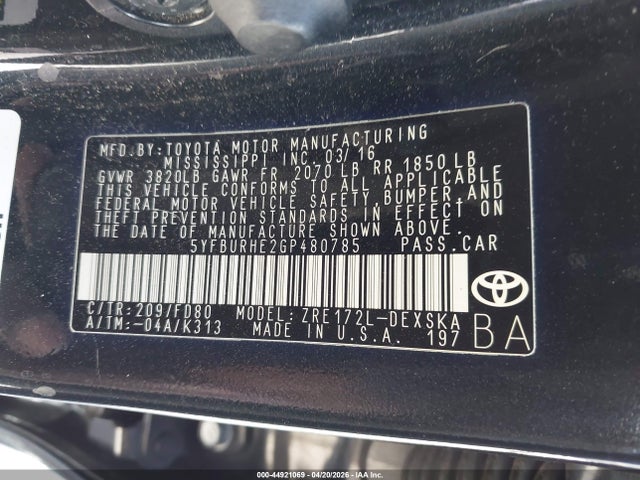 MFD.BY:TOYOTA MOTOR MANUFACTURING
MISSISSIPPI INC. 03/16
GVWR 3820LB GAWR FR 2070 LB RR 1850 LB
THIS VEHICLE CONFORMS TO ALL APPLICABLE
FEDERAL MOTOR VEHICLE SAFETY,BUMPER,AND
THEFT PREVENTION STANDARDS IN EFFECT ON
THE DATE OF MANUFACTURE SHOWN ABOVE.
5YFBURHE2GP480785 PASS.CAR
C/TR:209/FD80 MODEL:ZRE172L-DEXSKA
A/TM:-04A/K313 MADE IN U.S.A. 197
BA
000-44921069 - 04/20/2026 - IAA Inc.